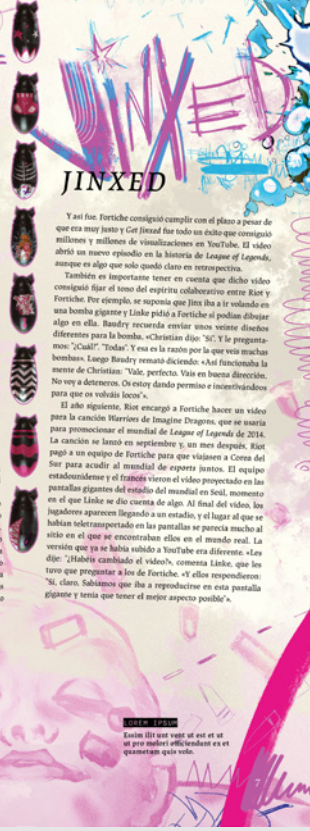 JINXED
JINXED
Y así fue. Fortiche consiguió cumplir con el plazo a pesar de
que era muy justo y Get Jinxed fue todo un éxito que consiguió
millones y millones de visualizaciones en YouTube. El vídeo
abrió un nuevo episodio en la historia de League of Legends,
aunque es algo que solo quedó claro en retrospectiva.
También es importante tener en cuenta que dicho vídeo
consiguió fijar el tono del espíritu colaborativo entre Riot y
Fortiche. Por ejemplo, se suponía que Jinx iba a ir volando en
una bomba gigante y Linke pidió a Fortiche si podían dibujar
algo en ella. Baudry recuerda enviar unos veinte diseños
diferentes para la bomba. «Christian dijo: "Sí". Y le pregunta-
mos: "¿Cuál?". "Todas". Y esa es la razón por la que veis muchas
bombas». Luego Baudry remató diciendo: «Así funcionaba la
mente de Christian: "Vale, perfecto. Vais en buena dirección.
No voy a deteneros. Os estoy dando permiso e incentivándoos
para que os volváis locos"».
El año siguiente, Riot encargó a Fortiche hacer un vídeo
para la canción Warriors de Imagine Dragons, que se usaría
para promocionar el mundial de League of Legends de 2014.
La canción se lanzó en septiembre y, un mes después, Riot
pagó a un equipo de Fortiche para que viajasen a Corea del
Sur para acudir al mundial de esports juntos. El equipo
estadounidense y el francés vieron el vídeo proyectado en las
pantallas gigantes del estadio del mundial en Seúl, momento
en el que Linke se dio cuenta de algo. Al final del vídeo, los
jugadores aparecen llegando a un estadio, y el lugar al que se
habían teletransportado en las pantallas se parecía mucho al
sitio en el que se encontraban ellos en el mundo real. La
versión que ya se había subido a YouTube era diferente. «Les
dije: "¿Habéis cambiado el vídeo?», comenta Linke, que les
tuvo que preguntar a los de Fortiche. «Y ellos respondieron:
"Sí, claro. Sabíamos que iba a reproducirse en esta pantalla
gigante y tenía que tener el mejor aspecto posible"».
LOREM IPSUM
Essim ilit unt vent ut est et ut
ut pro molori officiendunt ex et
quametum quis volo.
7